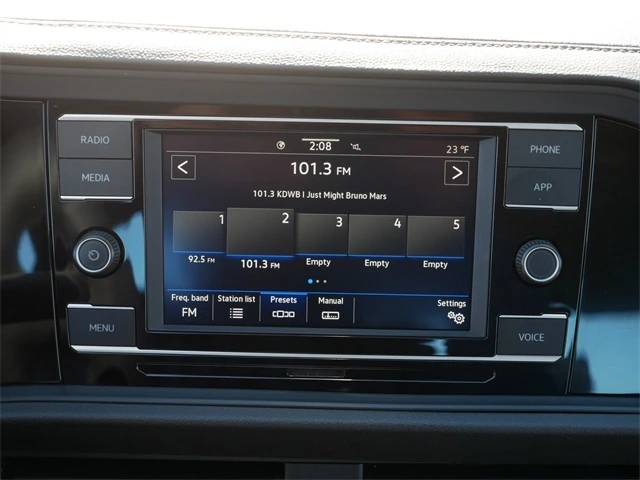 RADIO
MEDIA
MENU
2:08
23 °F
101.3 FM
101.3 KDWB I Just Might Bruno Mars
1 2 3 4 5
92.5 FM 101.3 FM Empty Empty Empty
Freq. band Station list Presets Manual Settings
FM
PHONE
APP
VOICE